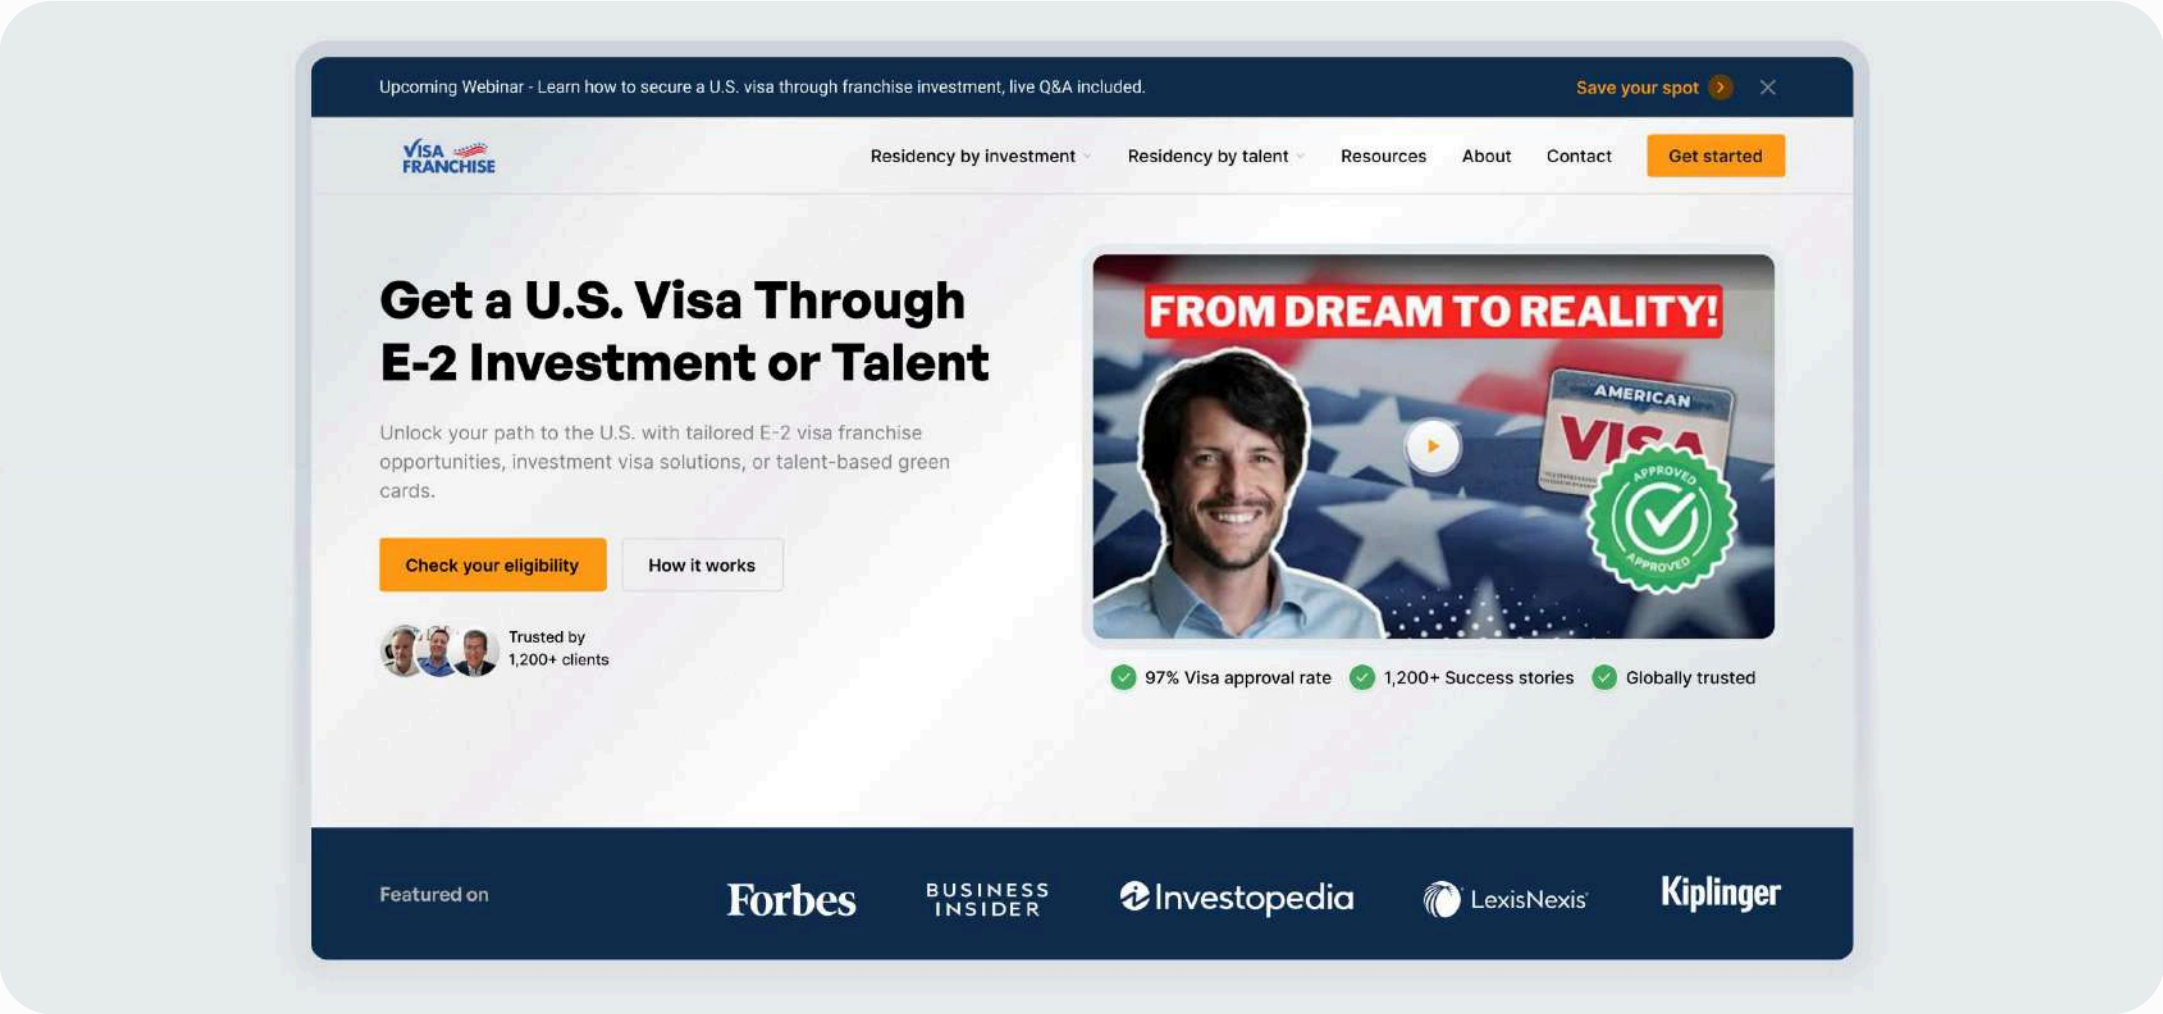 Upcoming Webinar - Learn how to secure a U.S. visa through franchise investment, live Q&A included.
Save your spot
VISA
FRANCHISE
Residency by investment
Residency by talent
Resources
About
Contact
Get started
Get a U.S. Visa Through
E-2 Investment or Talent
Unlock your path to the U.S. with tailored E-2 visa franchise
opportunities, investment visa solutions, or talent-based green
cards.
Check your eligibility
How it works
Trusted by
1,200+ clients
FROM DREAM TO REALITY!
AMERICAN
VISA
APPROVED
APPROVED
97% Visa approval rate
1,200+ Success stories
Globally trusted
Featured on
Forbes
BUSINESS
INSIDER
Investopedia
LexisNexis
Kiplinger